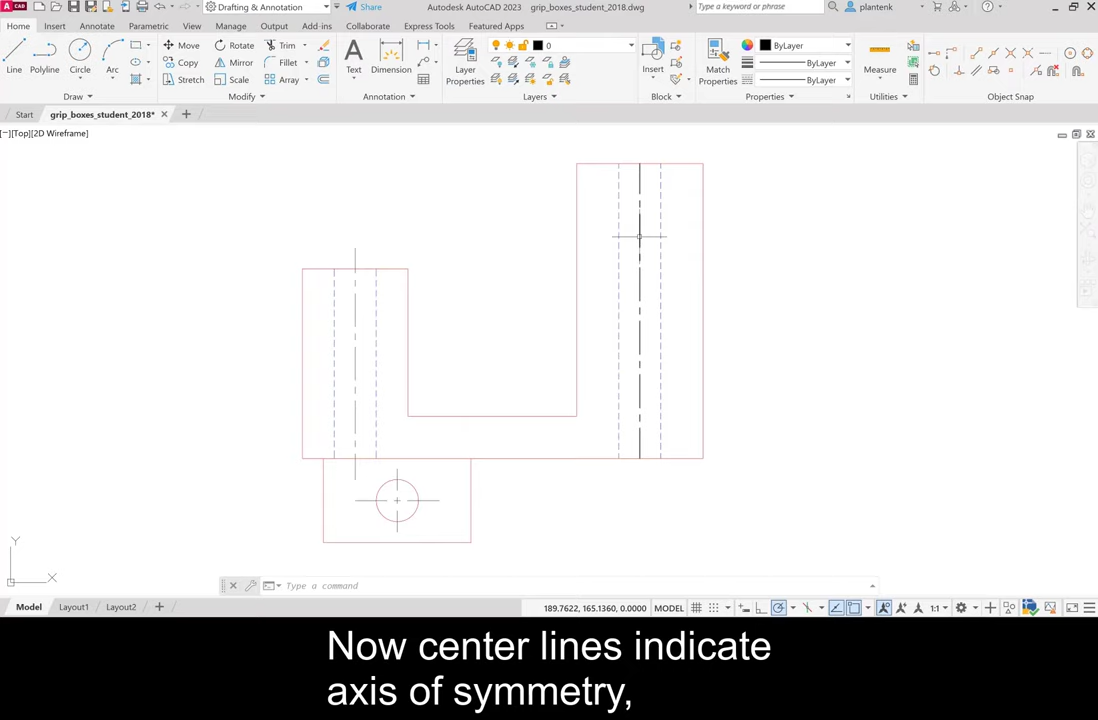 Drafting & Annotation
Share
Autodesk AutoCAD 2023 grip_boxes_student_2018.dwg
Type a keyword or phrase
plantenk
Home Insert Annotate Parametric View Manage Output Add-ins Collaborate Express Tools Featured Apps
Line Polyline Circle Arc
Move Rotate Trim
Copy Mirror Fillet
Stretch Scale Array
Text Dimension
Layer Properties
0
Insert
Match Properties
ByLayer
ByLayer
ByLayer
Measure
Draw Modify Annotation Layers Block Properties Utilities Object Snap
Start grip_boxes_student_2018*
[−][Top][2D Wireframe]
Y
X
Type a command
Model Layout1 Layout2
189.7622, 165.1360, 0.0000 MODEL 1:1
Now center lines indicate
axis of symmetry,